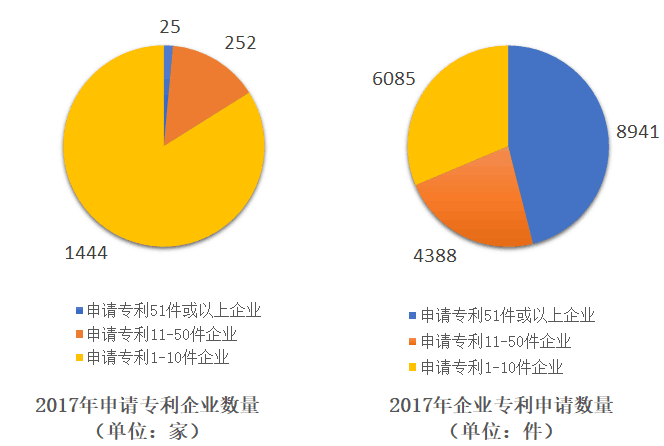 25
252
1444
申请专利51件或以上企业
申请专利11-50件企业
申请专利1-10件企业
2017年申请专利企业数量
（单位：家）
6085
8941
4388
申请专利51件或以上企业
申请专利11-50件企业
申请专利1-10件企业
2017年企业专利申请数量
（单位：件）